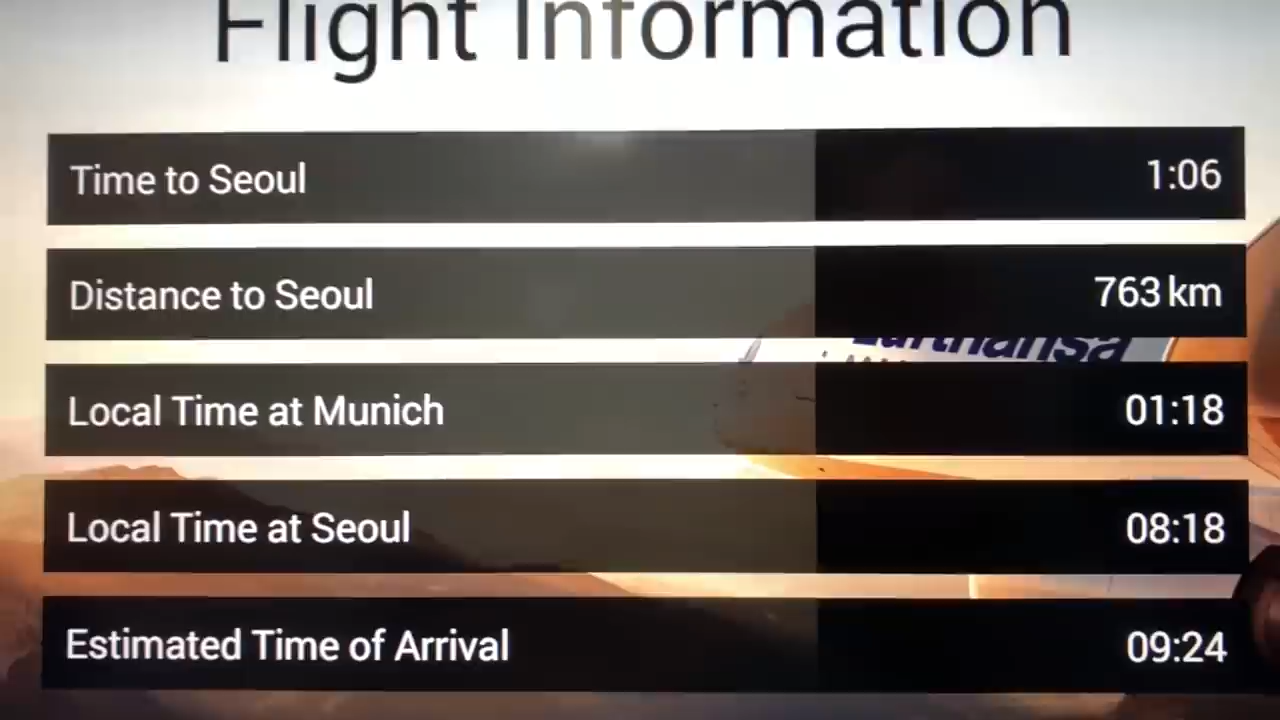 Flight Information
Time to Seoul 1:06
Distance to Seoul 763 km
Lufthansa
Local Time at Munich 01:18
Local Time at Seoul 08:18
Estimated Time of Arrival 09:24